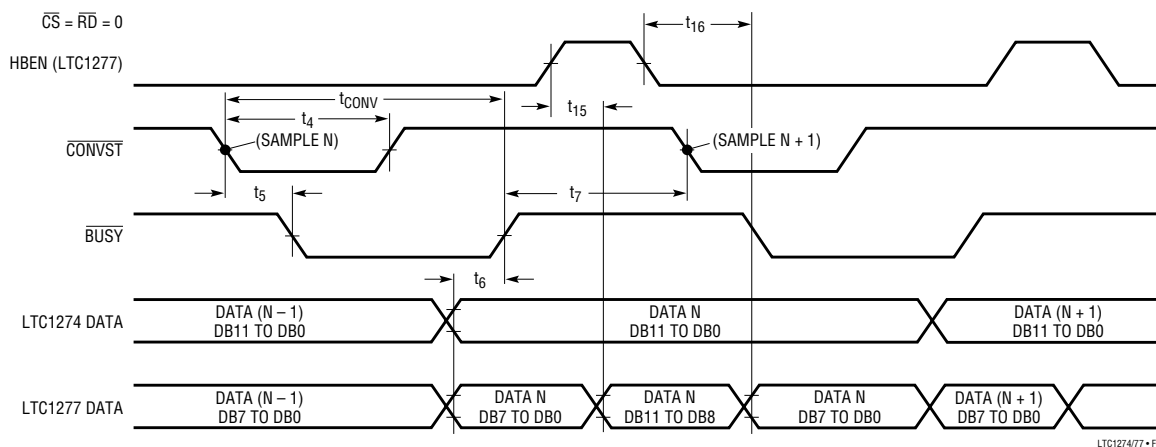 CS = RD = 0
HBEN (LTC1277)
t16
tCONV
t15
t4
CONVST
(SAMPLE N)
(SAMPLE N + 1)
t5
t7
BUSY
t6
LTC1274 DATA
DATA (N – 1)
DB11 TO DB0
DATA N
DB11 TO DB0
DATA (N + 1)
DB11 TO DB0
LTC1277 DATA
DATA (N – 1)
DB7 TO DB0
DATA N
DB7 TO DB0
DATA N
DB11 TO DB8
DATA N
DB7 TO DB0
DATA (N + 1)
DB7 TO DB0
LTC1274/77 • F